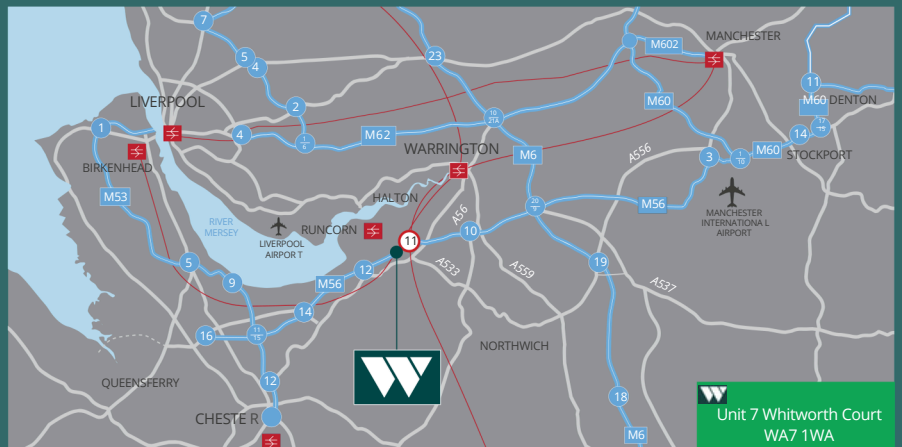 7
MANCHESTER
M602
23
5
4
11
LIVERPOOL
2
M60
M60
DENTON
10
21A
17
15
1
4
M62
1
6
14
WARRINGTON
M6
A556
3
1
10
M60
STOCKPORT
BIRKENHEAD
M53
HALTON
20
9
M56
A56
RIVER
MERSEY
LIVERPOOL
AIRPOR T
RUNCORN
11
10
MANCHESTER
INTERNATIONA L
AIRPORT
5
9
M56
12
A533
A559
19
A537
14
16
11
15
NORTHWICH
QUEENSFERRY
12
W
18
CHESTE R
M6
W
Unit 7 Whitworth Court
WA7 1WA